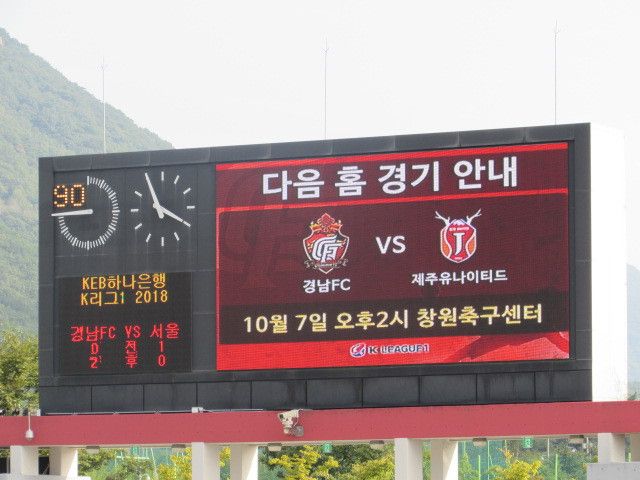 다음 홈 경기 안내
경남FC VS 제주유나이티드
10월 7일 오후2시 창원축구센터
K LEAGUE1
90
KEB하나은행
K리그1 2018
경남FC VS 서울
0 전 1
2 후 0